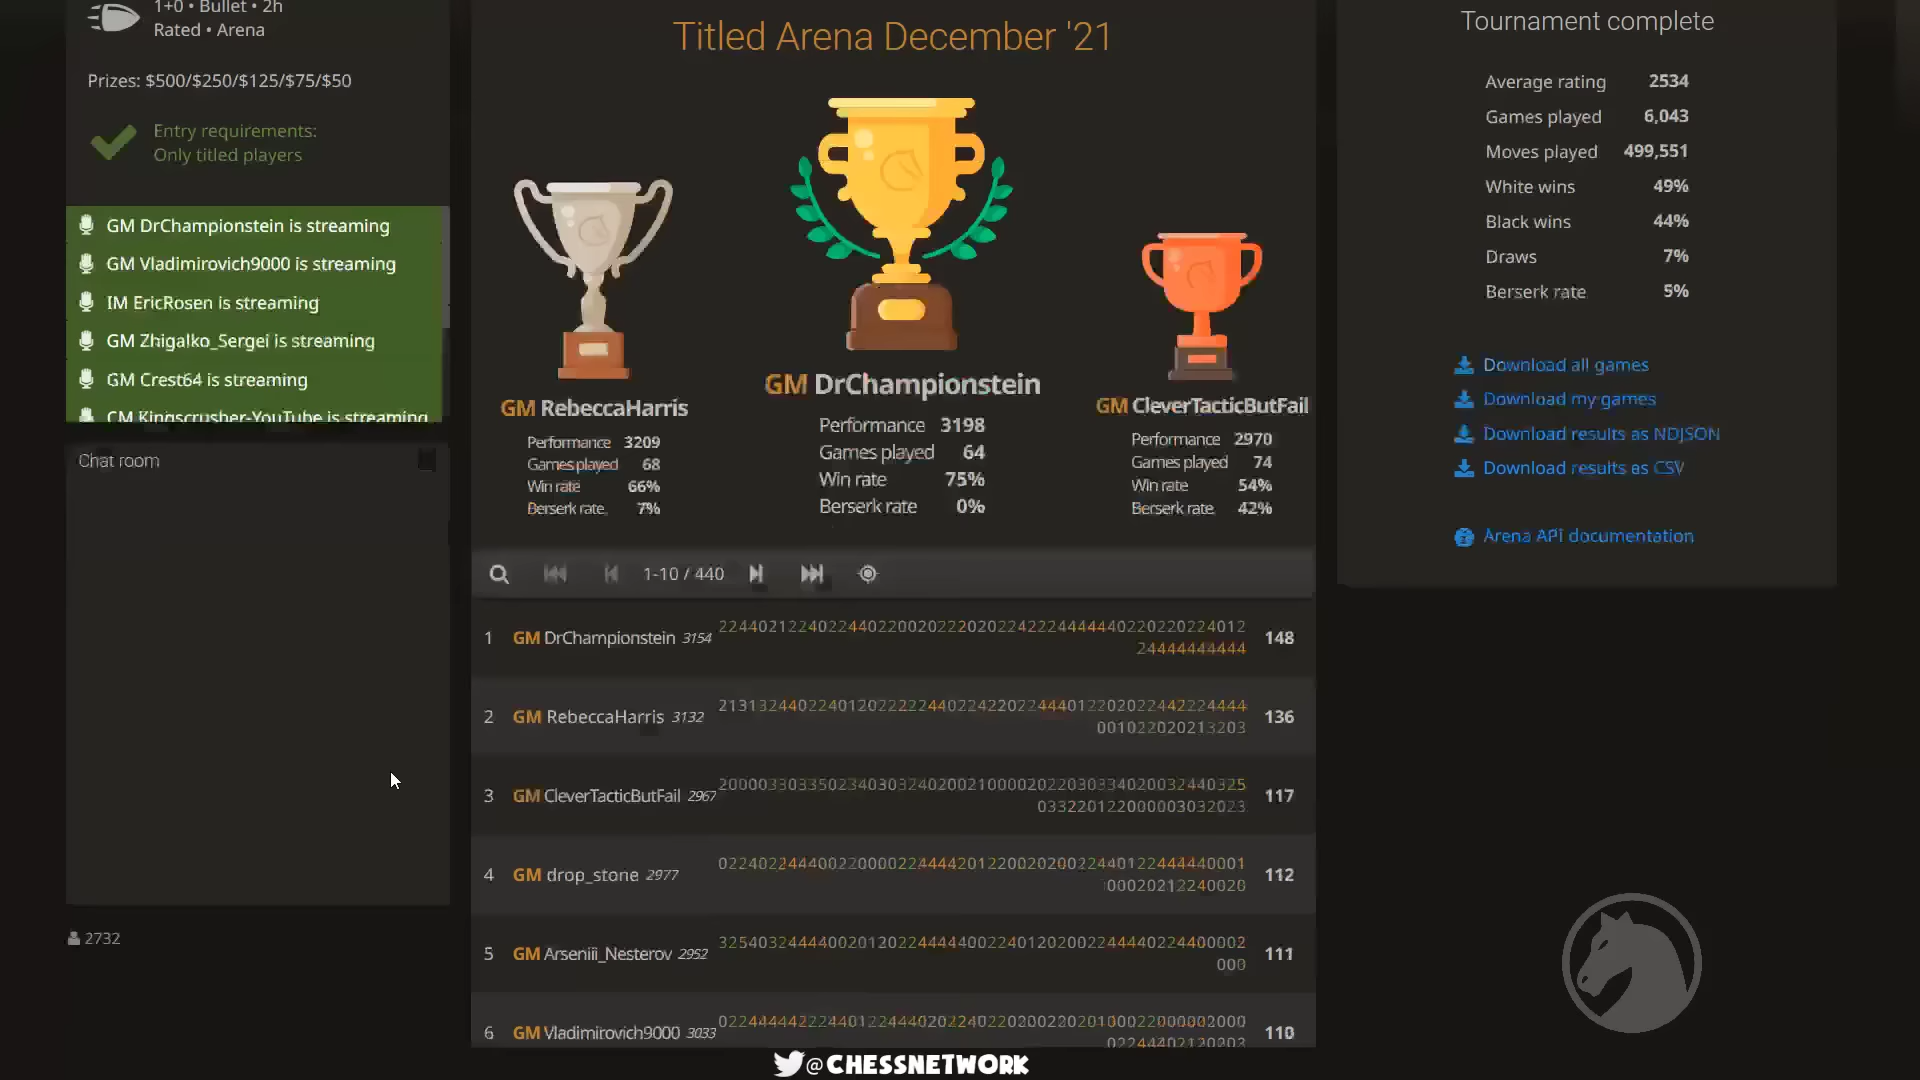 1+0 • Bullet • 2h
Rated • Arena
Prizes: $500/$250/$125/$75/$50
Entry requirements:
Only titled players
GM DrChampionstein is streaming
GM Vladimirovich9000 is streaming
IM EricRosen is streaming
GM Zhigalko_Sergei is streaming
GM Crest64 is streaming
CM Kingscrusher-YouTube is streaming
Chat room
2732
Titled Arena December '21
GM RebeccaHarris
Performance 3209
Games played 68
Win rate 66%
Berserk rate 7%
GM DrChampionstein
Performance 3198
Games played 64
Win rate 75%
Berserk rate 0%
GM CleverTacticButFail
Performance 2970
Games played 74
Win rate 54%
Berserk rate 42%
1-10 / 440
1 GM DrChampionstein 3154 148
2 GM RebeccaHarris 3132 136
3 GM CleverTacticButFail 2967 117
4 GM drop_stone 2977 112
5 GM Arseniii_Nesterov 2952 111
6 GM Vladimirovich9000 3033 110
Tournament complete
Average rating 2534
Games played 6,043
Moves played 499,551
White wins 49%
Black wins 44%
Draws 7%
Berserk rate 5%
Download all games
Download my games
Download results as NDJSON
Download results as CSV
Arena API documentation
@CHESSNETWORK